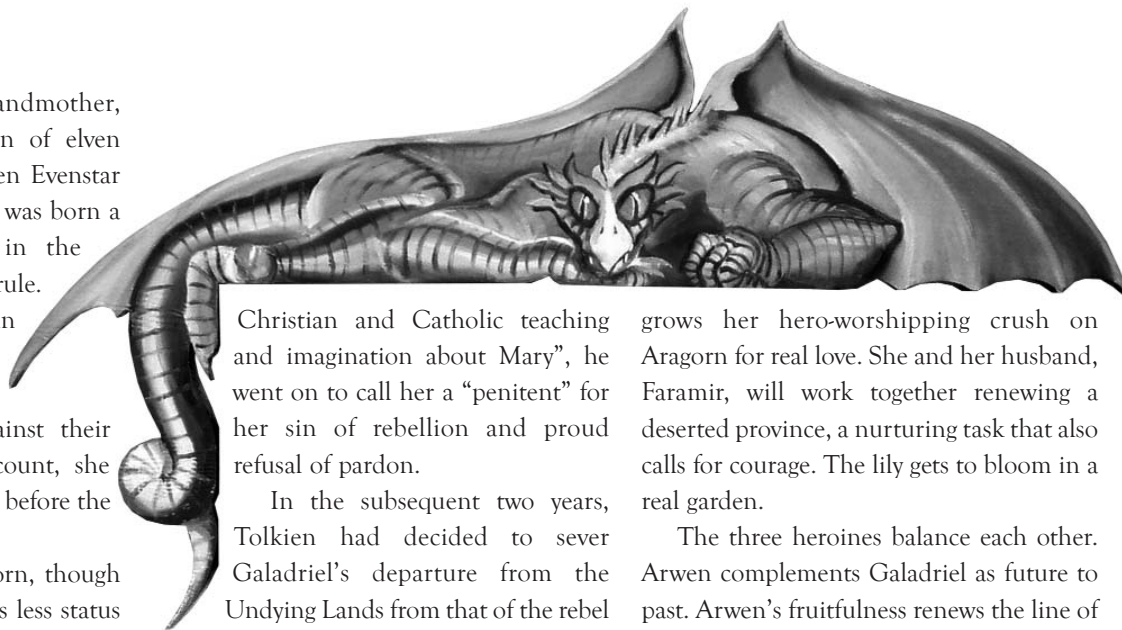 andmother,
n of elven
en Evenstar
was born a
in the
rule.
in
ainst their
count, she
before the
orn, though
s less status
Christian and Catholic teaching
and imagination about Mary”, he
went on to call her a “penitent” for
her sin of rebellion and proud
refusal of pardon.
In the subsequent two years,
Tolkien had decided to sever
Galadriel’s departure from the
Undying Lands from that of the rebel
grows her hero-worshipping crush on
Aragorn for real love. She and her husband,
Faramir, will work together renewing a
deserted province, a nurturing task that also
calls for courage. The lily gets to bloom in a
real garden.
The three heroines balance each other.
Arwen complements Galadriel as future to
past. Arwen’s fruitfulness renews the line of